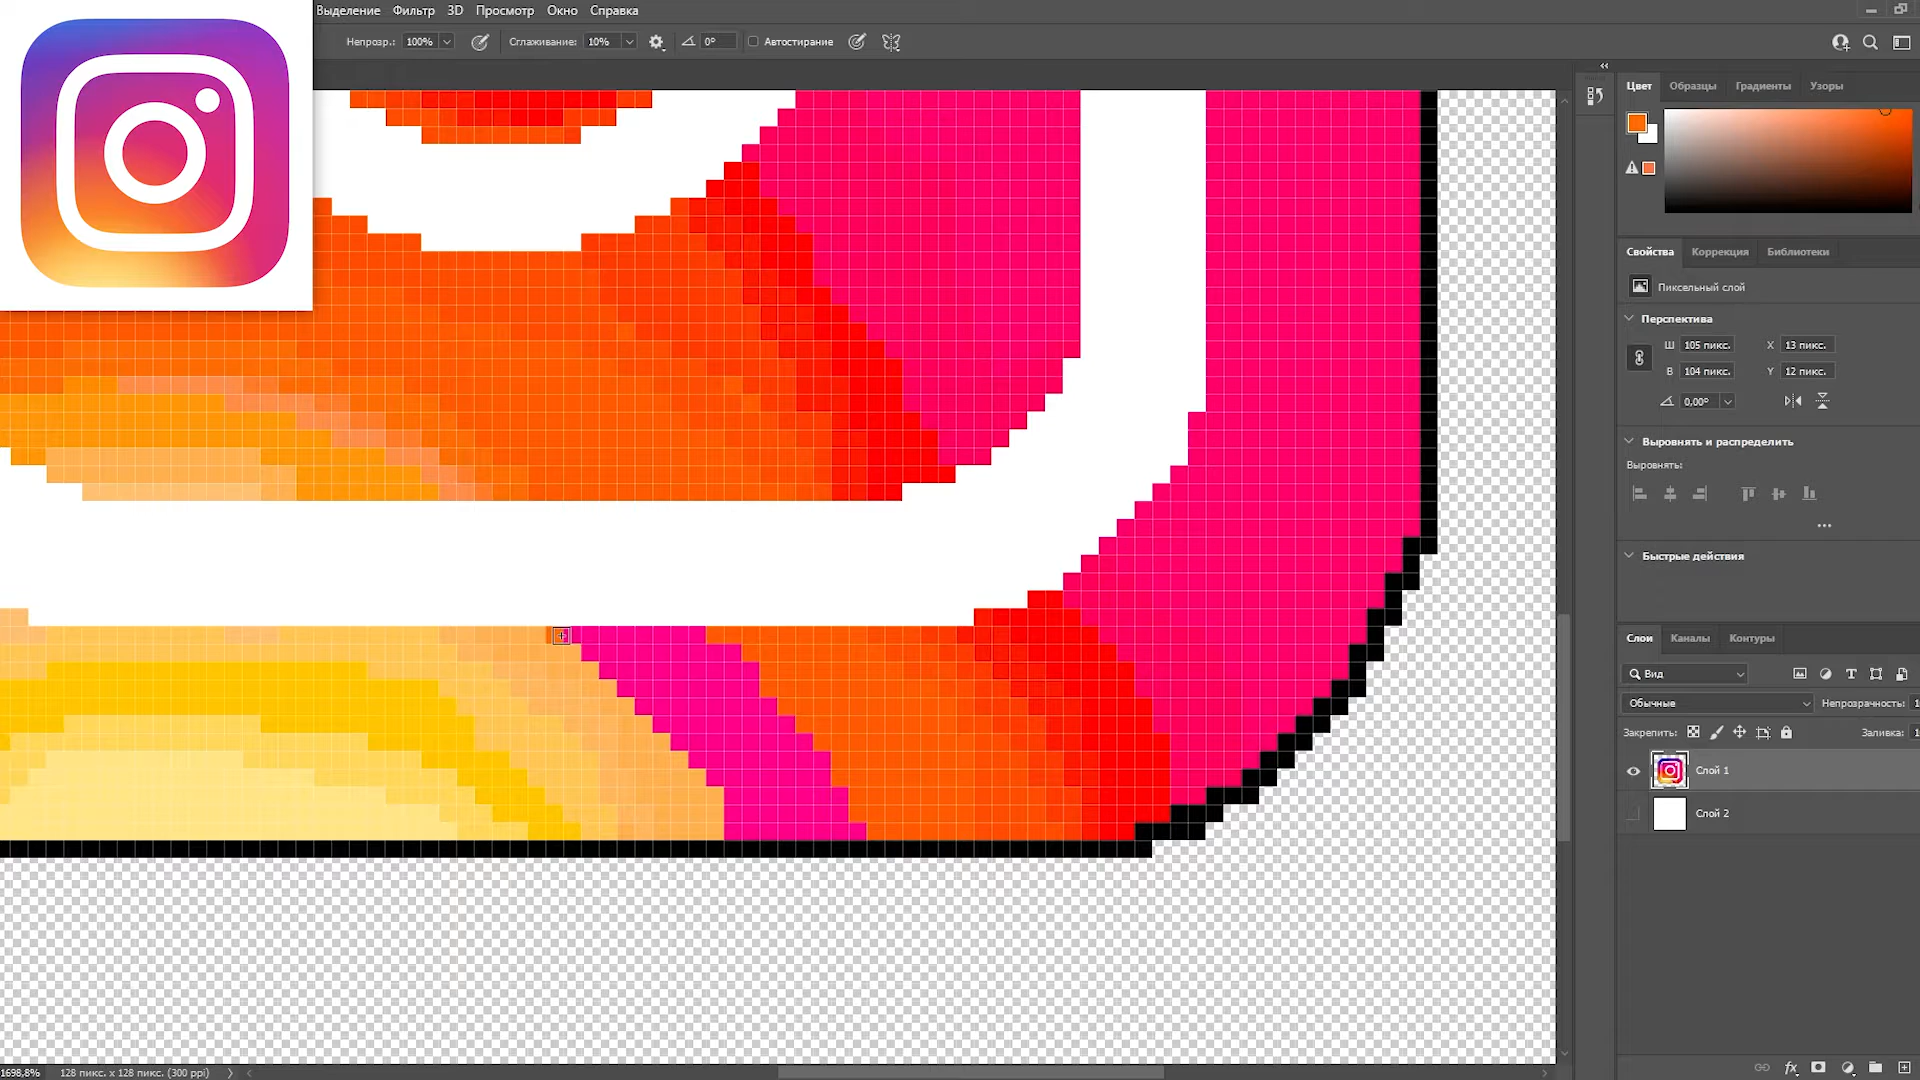 Выделение Фильтр 3D Просмотр Окно Справка
Непрозр.: 100% Сглаживание: 10% 0° Автостирание
Цвет Образцы Градиенты Узоры
Свойства Коррекция Библиотеки
Пиксельный слой
Перспектива
Ш 105 пикс. X 13 пикс.
В 104 пикс. Y 12 пикс.
0,00°
Выровнять и распределить
Выровнять:
Быстрые действия
Слои Каналы Контуры
Вид
Обычные Непрозрачность:
Закрепить: Заливка:
Слой 1
Слой 2
fx
1698,8% 128 пикс. x 128 пикс. (300 ppi)